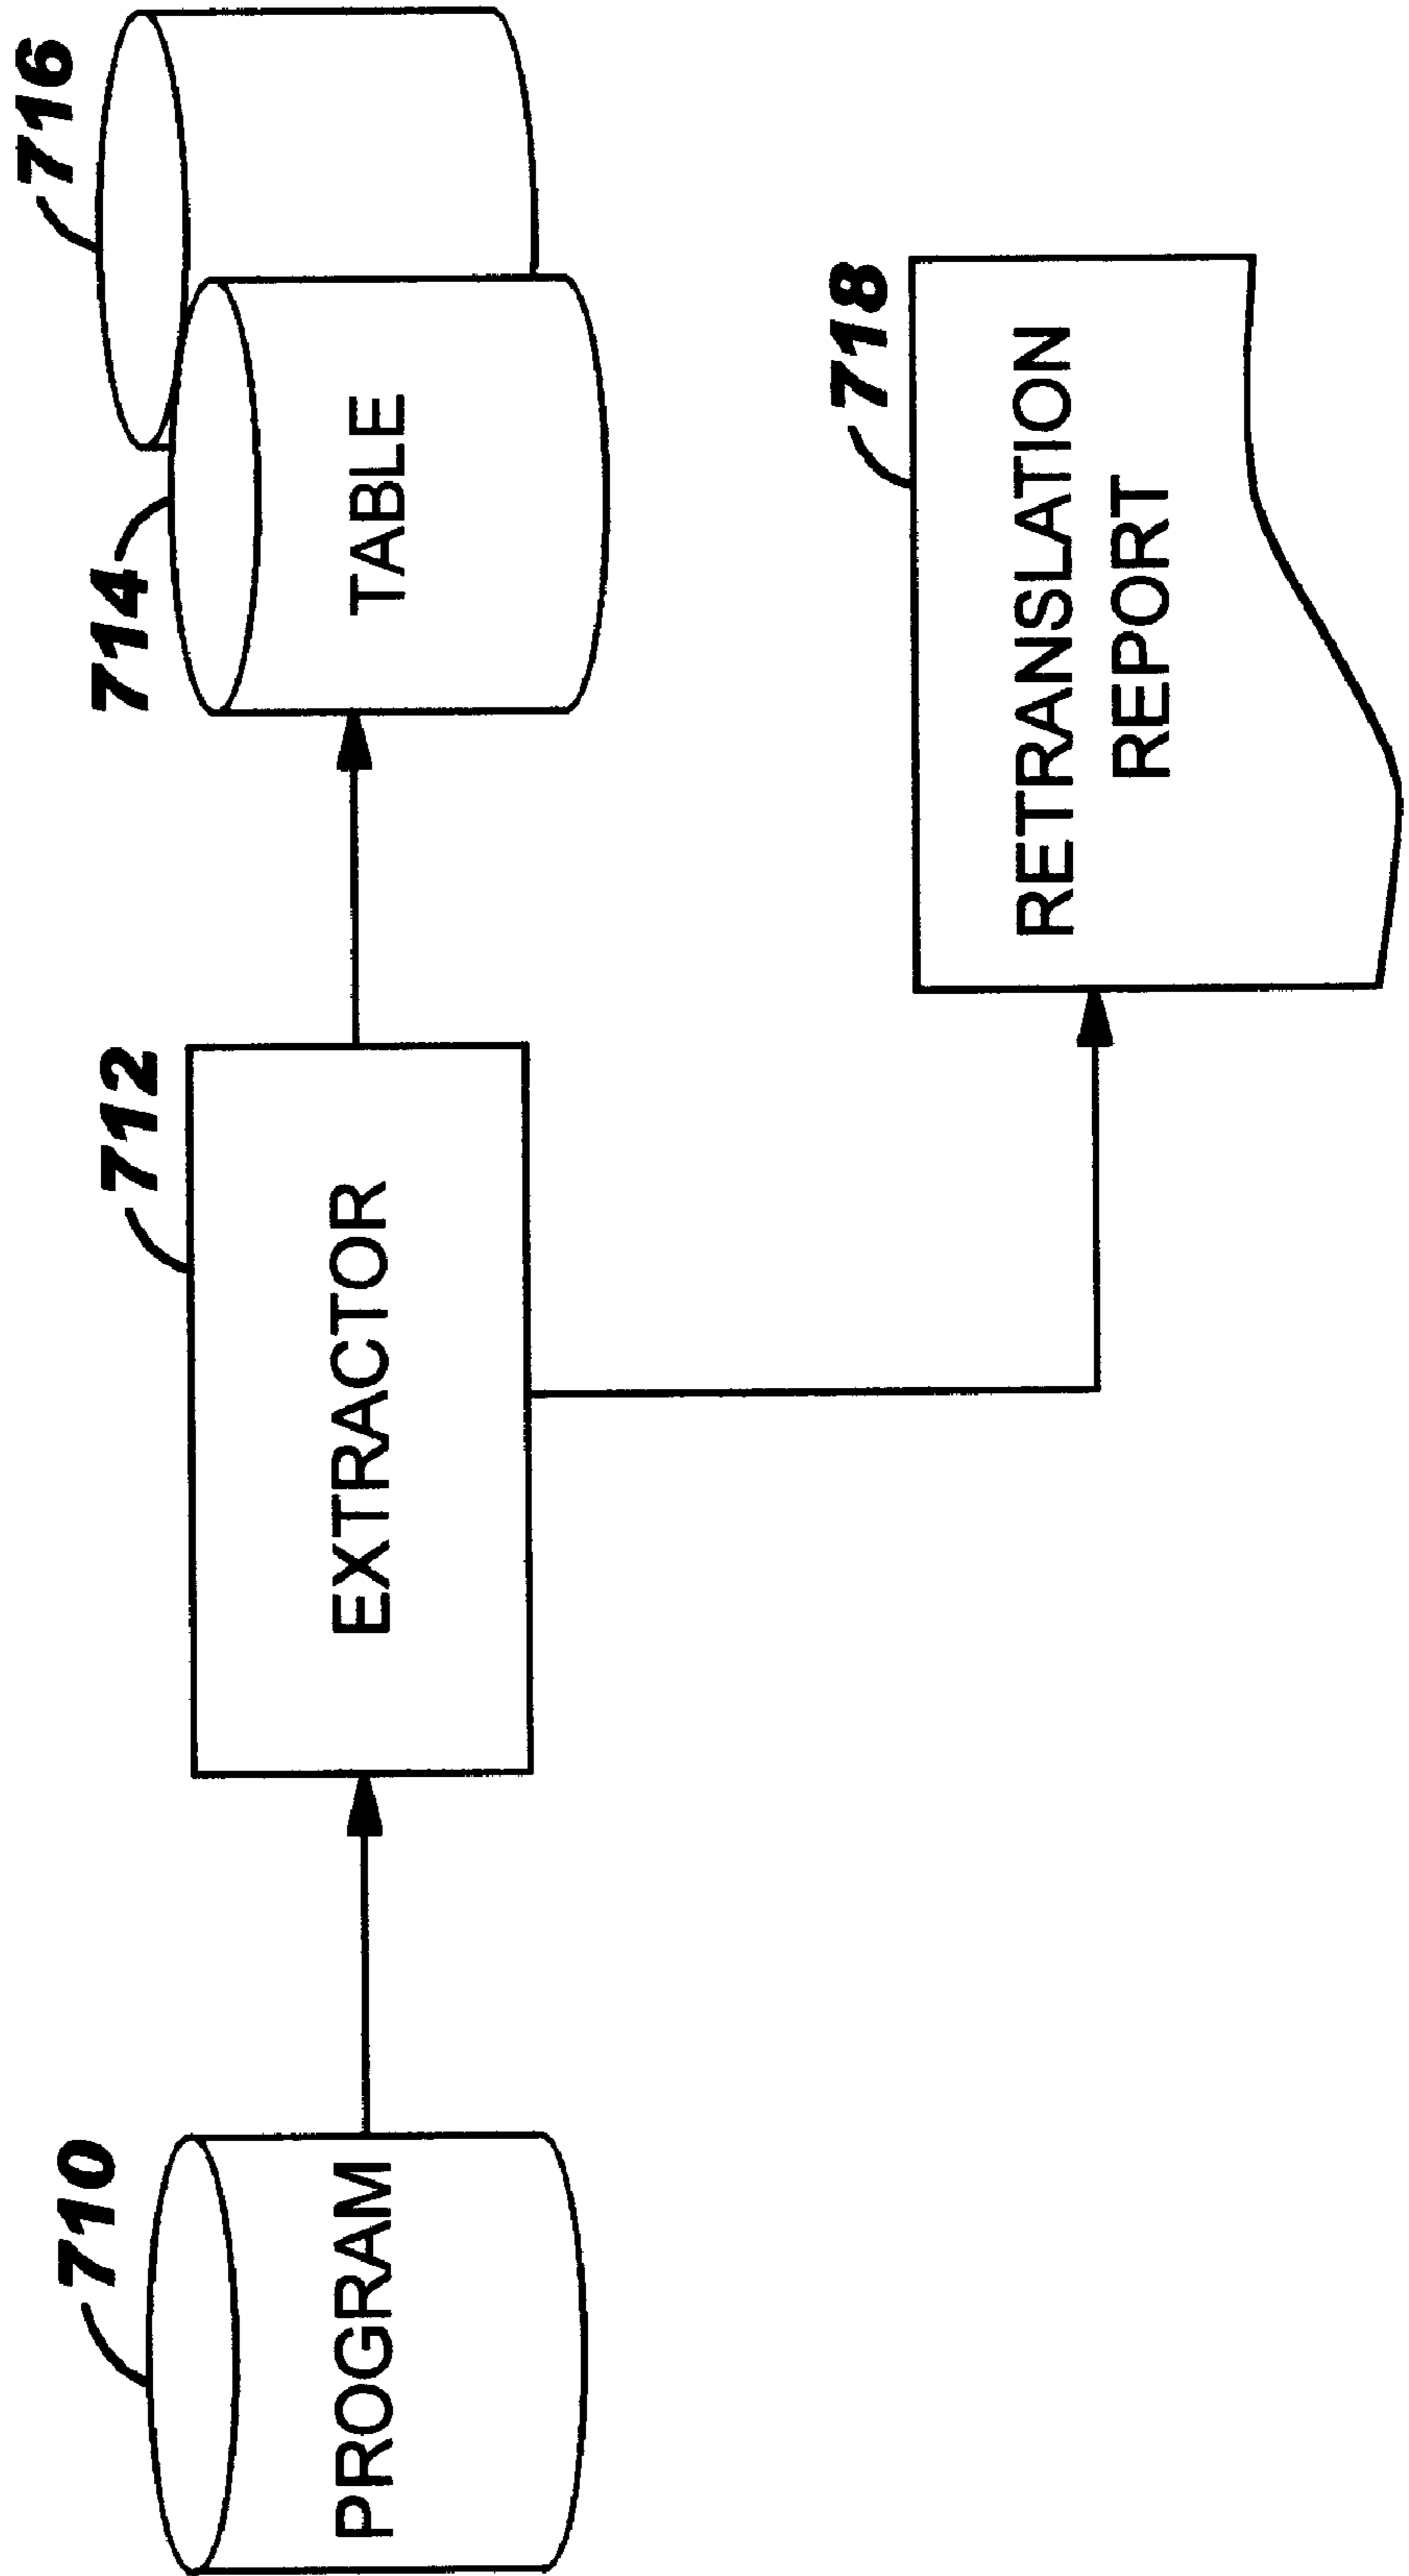 710
PROGRAM
712
EXTRACTOR
714
TABLE
716
718
RETRANSLATION
REPORT